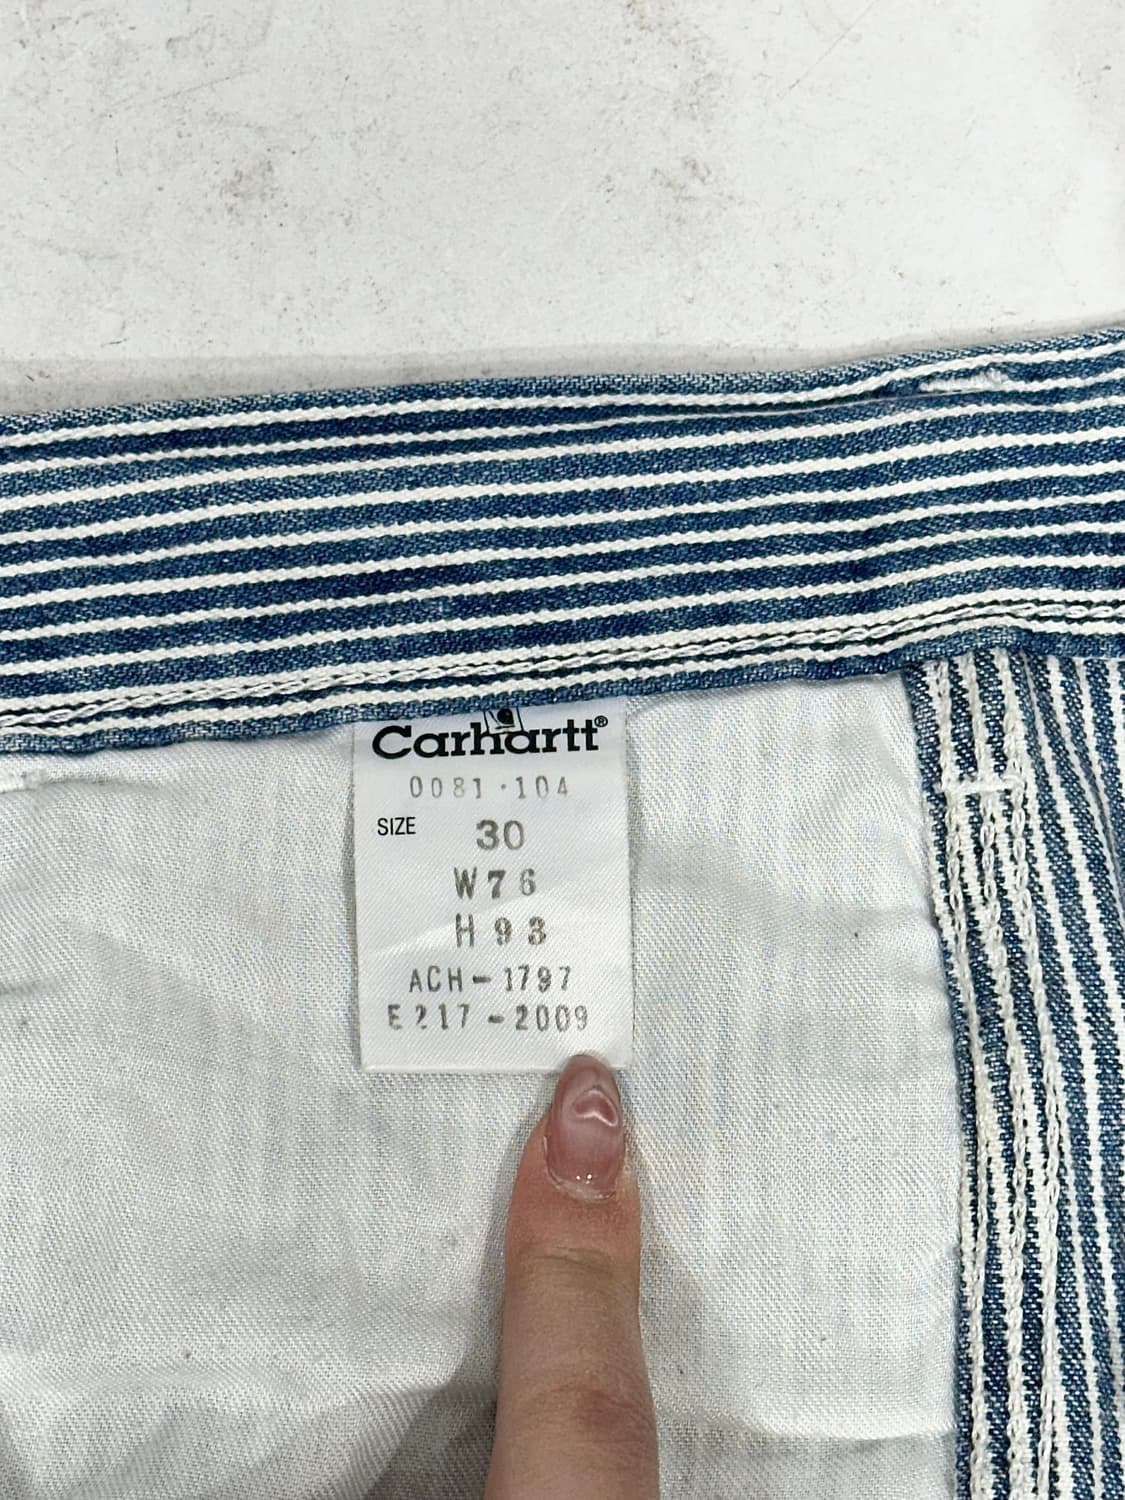 Carhartt®
0081·104
SIZE 30
W76
H93
ACH-1797
E217-2009